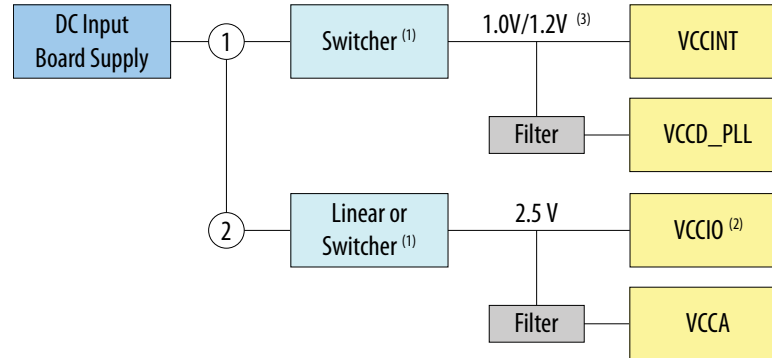 DC Input
Board Supply
1
Switcher (1)
1.0V/1.2V (3)
VCCINT
Filter
VCCD_PLL
2
Linear or
Switcher (1)
2.5 V
VCCIO (2)
Filter
VCCA